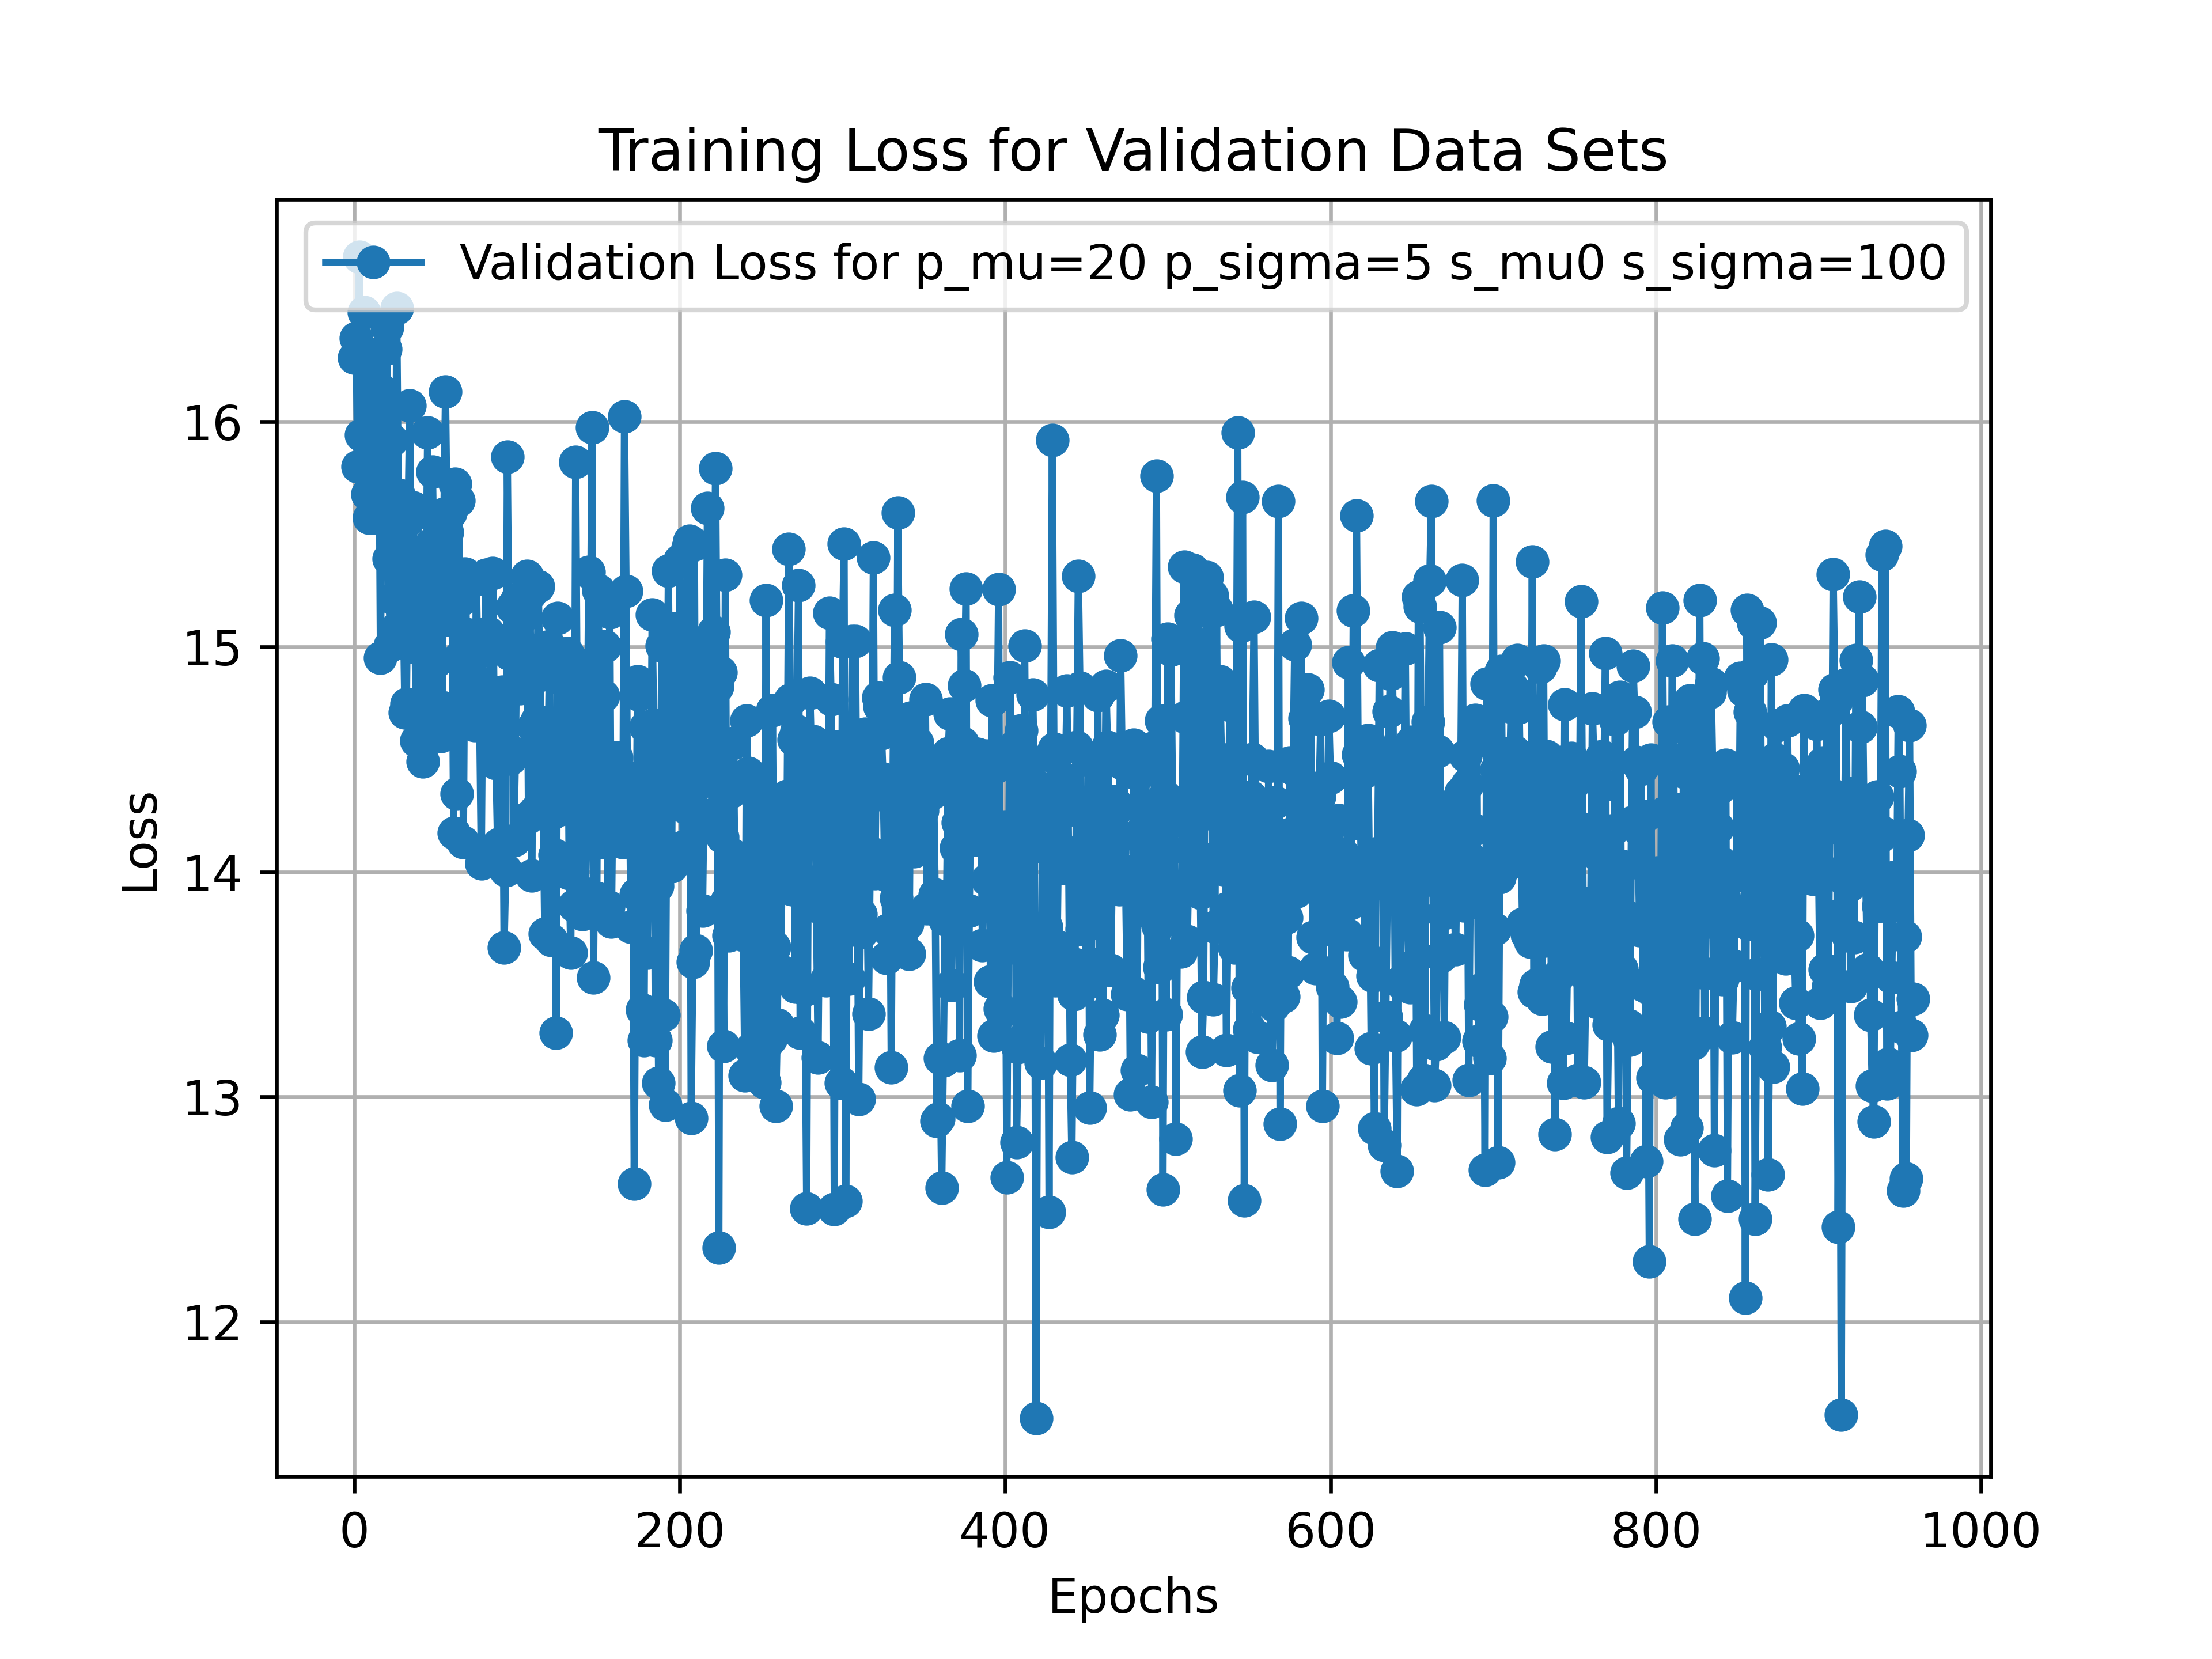 Training Loss for Validation Data Sets
Validation Loss for p_mu=20 p_sigma=5 s_mu0 s_sigma=100
16
15
14
13
12
Loss
0 200 400 600 800 1000
Epochs